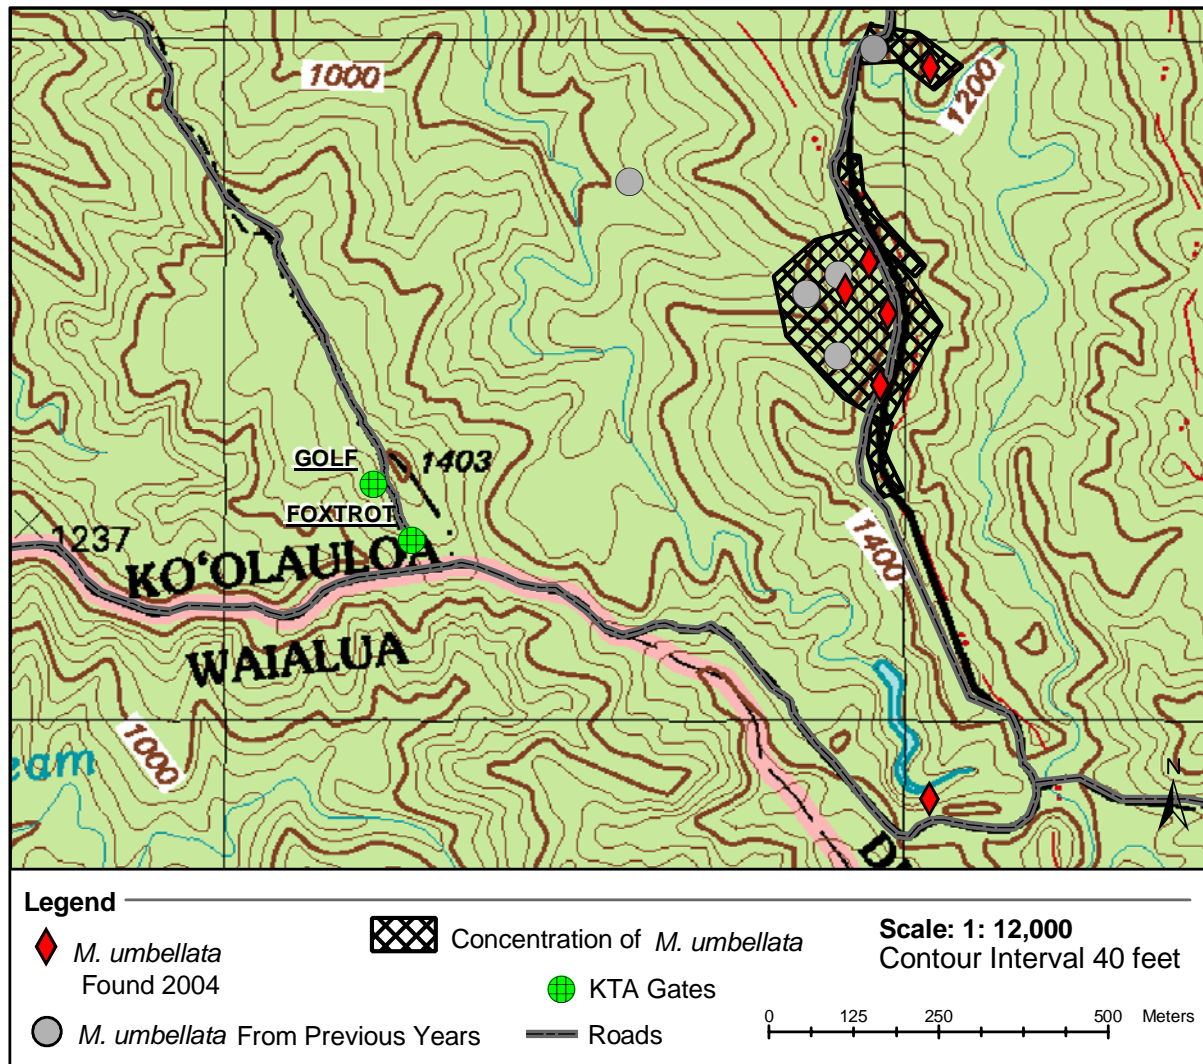 1000
1200
GOLF
1403
FOXTROT
1237
KO‘OLAULOA
1400
WAIALUA
1000
eam
N
Legend
M. umbellata
Found 2004
Concentration of M. umbellata
Scale: 1: 12,000
Contour Interval 40 feet
KTA Gates
M. umbellata From Previous Years
Roads
0 125 250 500 Meters